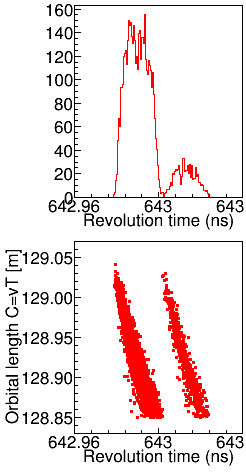 160
140
120
100
80
60
40
20
0
642.96 643 643
Revolution time (ns)
Orbital length C=vT [m]
129.05
129.00
128.95
128.90
128.85
642.96 643 643
Revolution time (ns)